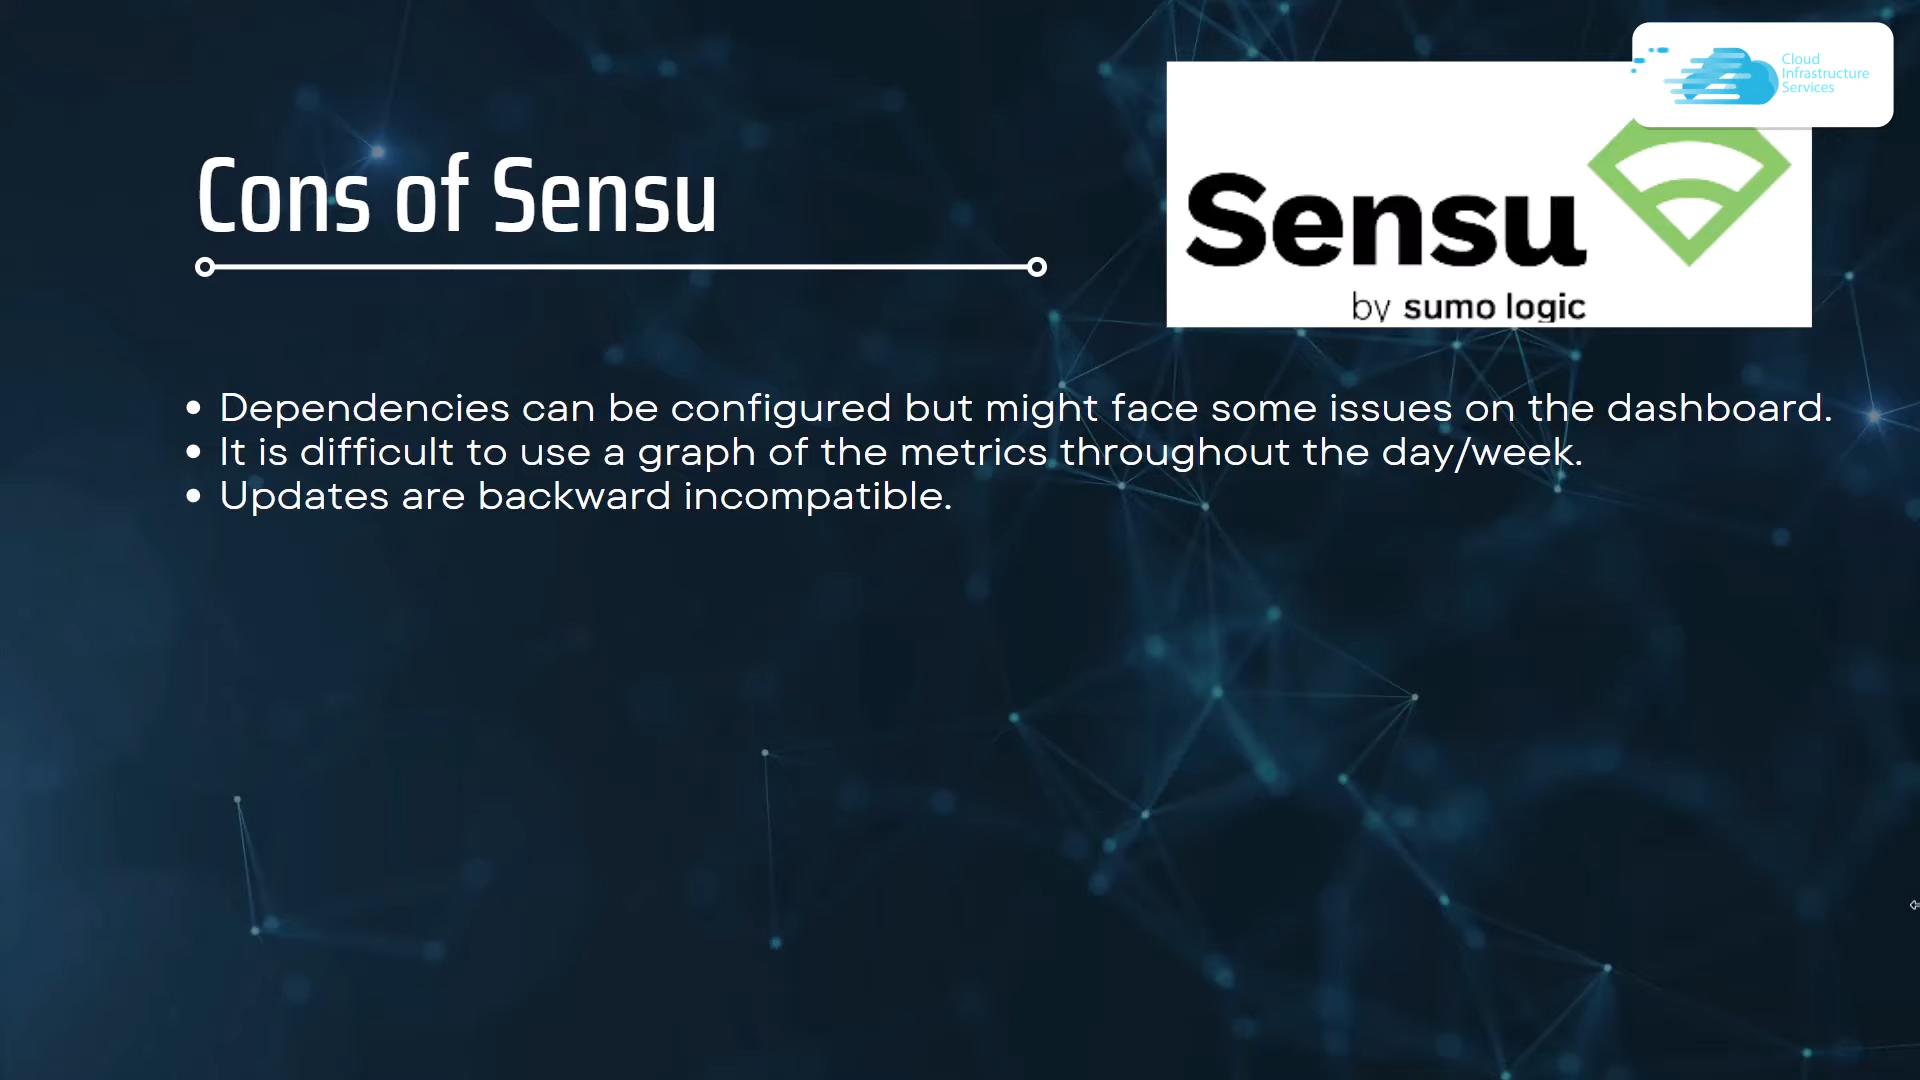 Cloud
Infrastructure
Services
Cons of Sensu
Sensu
by sumo logic
• Dependencies can be configured but might face some issues on the dashboard.
• It is difficult to use a graph of the metrics throughout the day/week.
• Updates are backward incompatible.